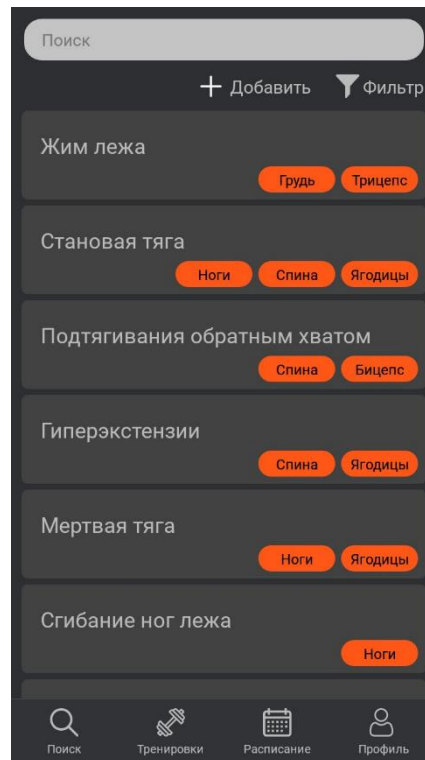 Поиск
Добавить Фильтр
Жим лежа
Грудь Трицепс
Становая тяга
Ноги Спина Ягодицы
Подтягивания обратным хватом
Спина Бицепс
Гиперэкстензии
Спина Ягодицы
Мертвая тяга
Ноги Ягодицы
Сгибание ног лежа
Ноги
Поиск Тренировки Расписание Профиль